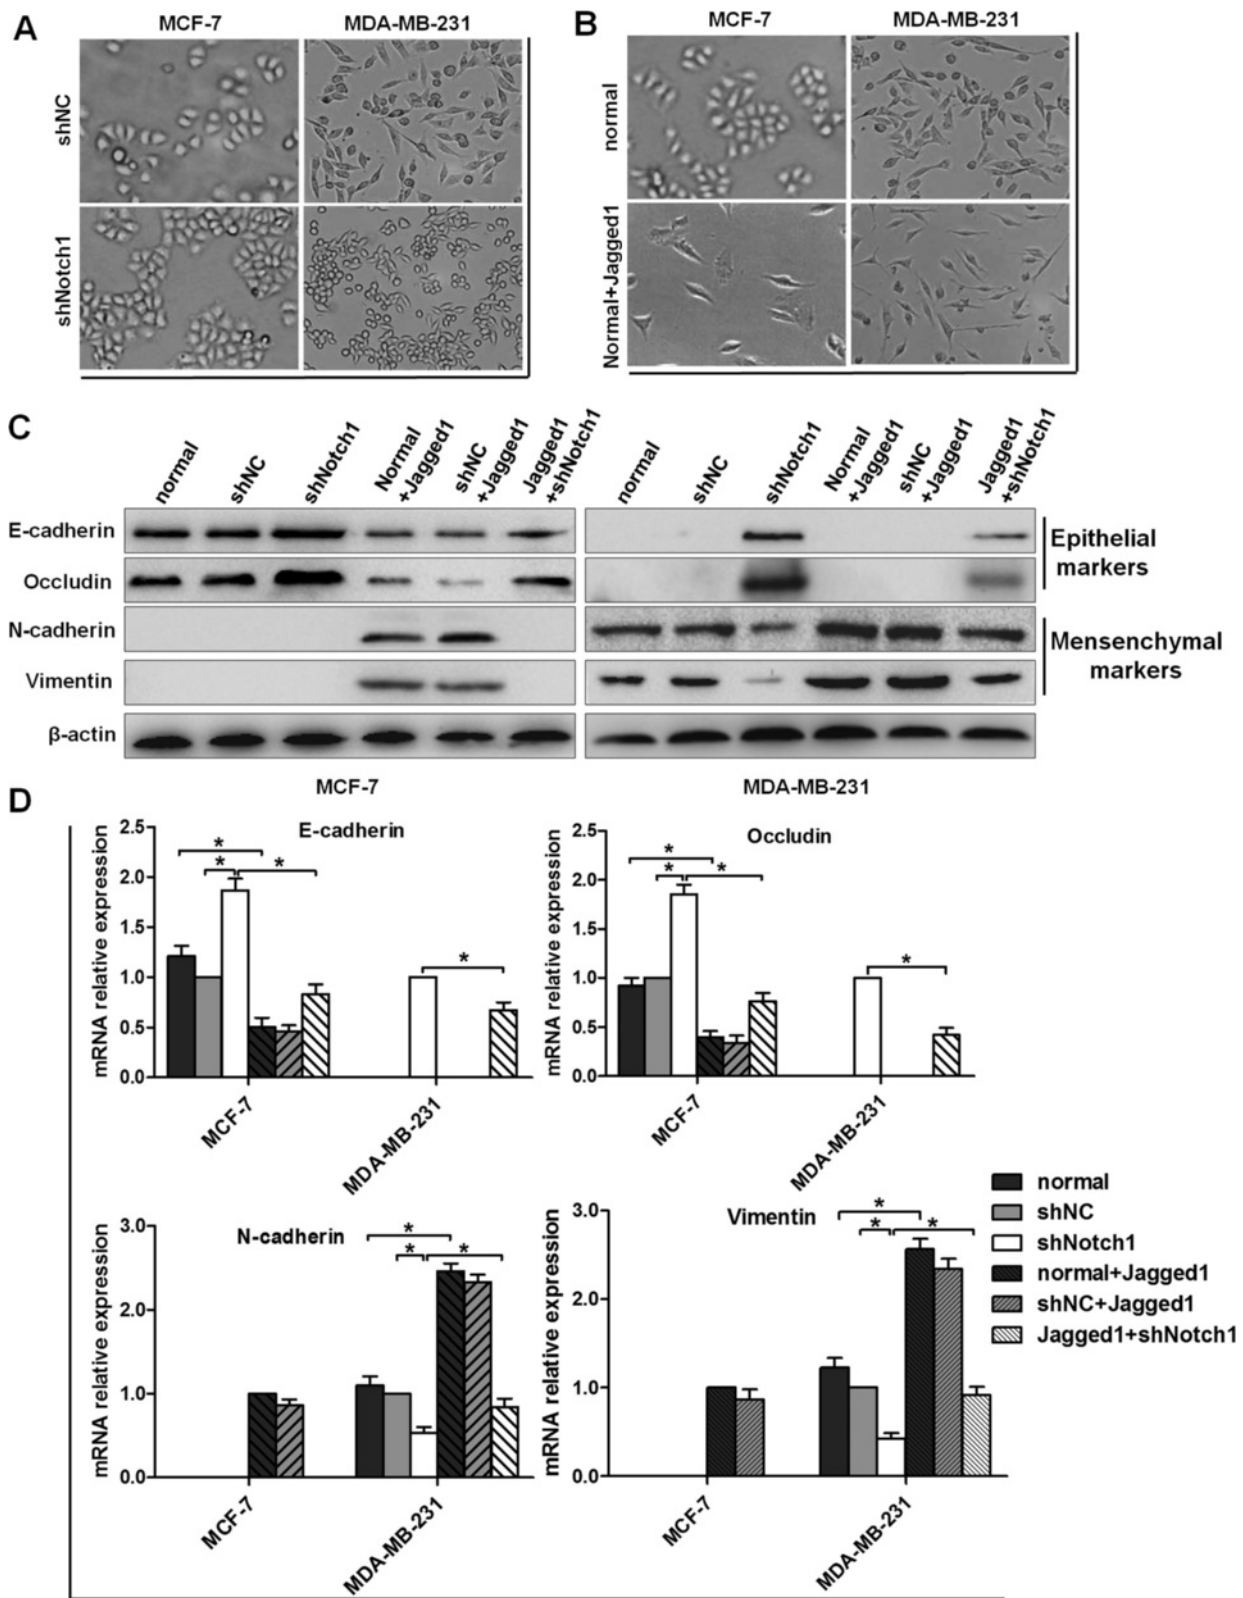 A
MCF-7
MDA-MB-231
shNC
shNotch1
B
MCF-7
MDA-MB-231
normal
Normal+Jagged1
C
normal
shNC
shNotch1
Normal
+Jagged1
shNC
+Jagged1
Jagged1
+shNotch1
normal
shNC
shNotch1
Normal
+Jagged1
shNC
+Jagged1
Jagged1
+shNotch1
E-cadherin
Occludin
N-cadherin
Vimentin
β-actin
Epithelial
markers
Mensenchymal
markers
MCF-7
MDA-MB-231
D
E-cadherin
mRNA relative expression
2.5
2.0
1.5
1.0
0.5
0.0
*
*
*
*
MCF-7
MDA-MB-231
Occludin
mRNA relative expression
2.5
2.0
1.5
1.0
0.5
0.0
*
*
*
*
MCF-7
MDA-MB-231
N-cadherin
mRNA relative expression
3.0
2.0
1.0
0.0
*
*
*
MCF-7
MDA-MB-231
Vimentin
mRNA relative expression
3.0
2.0
1.0
0.0
*
*
*
MCF-7
MDA-MB-231
normal
shNC
shNotch1
normal+Jagged1
shNC+Jagged1
Jagged1+shNotch1